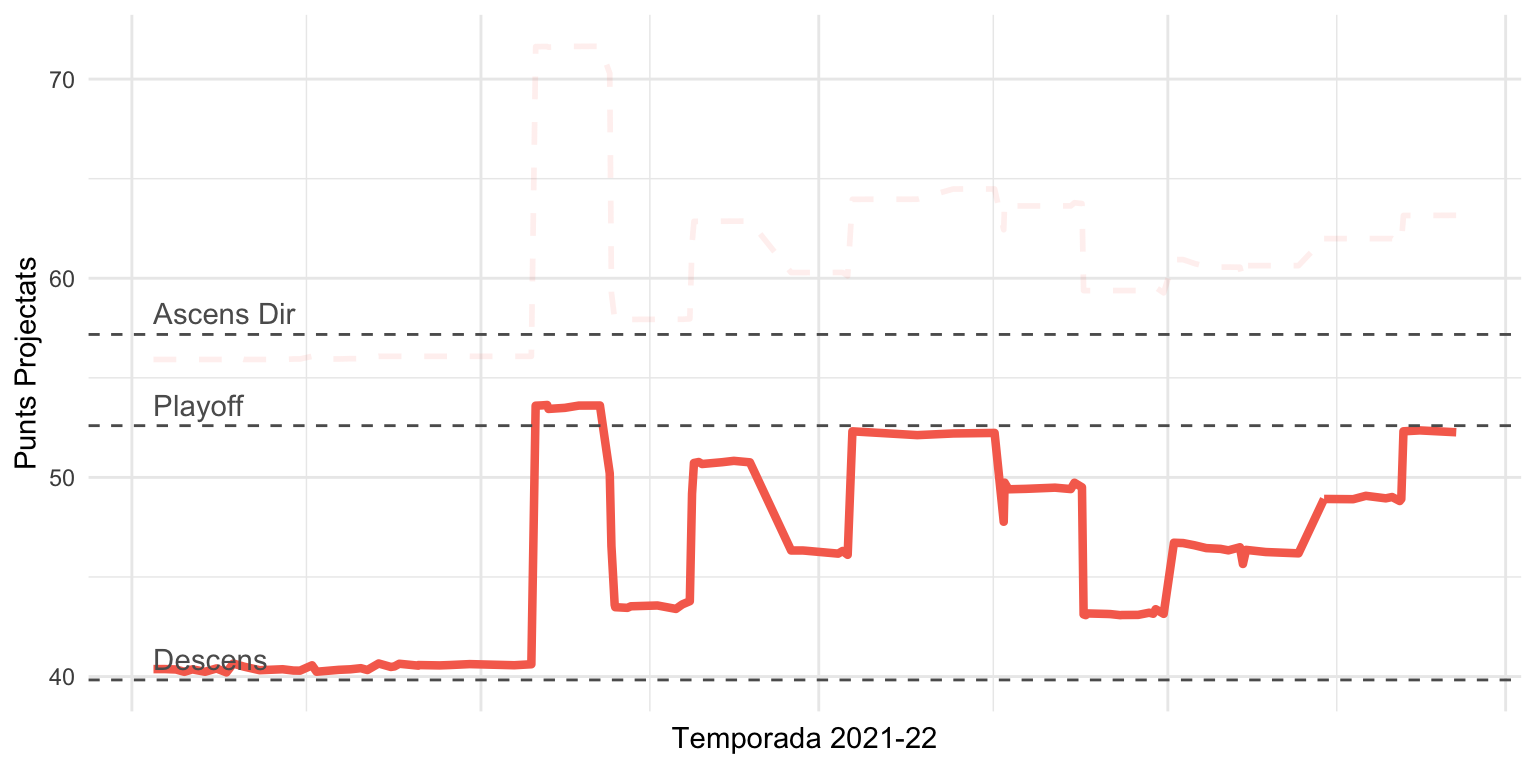 70
60
50
40
Punts Projectats
Ascens Dir
Playoff
Descens
Temporada 2021-22